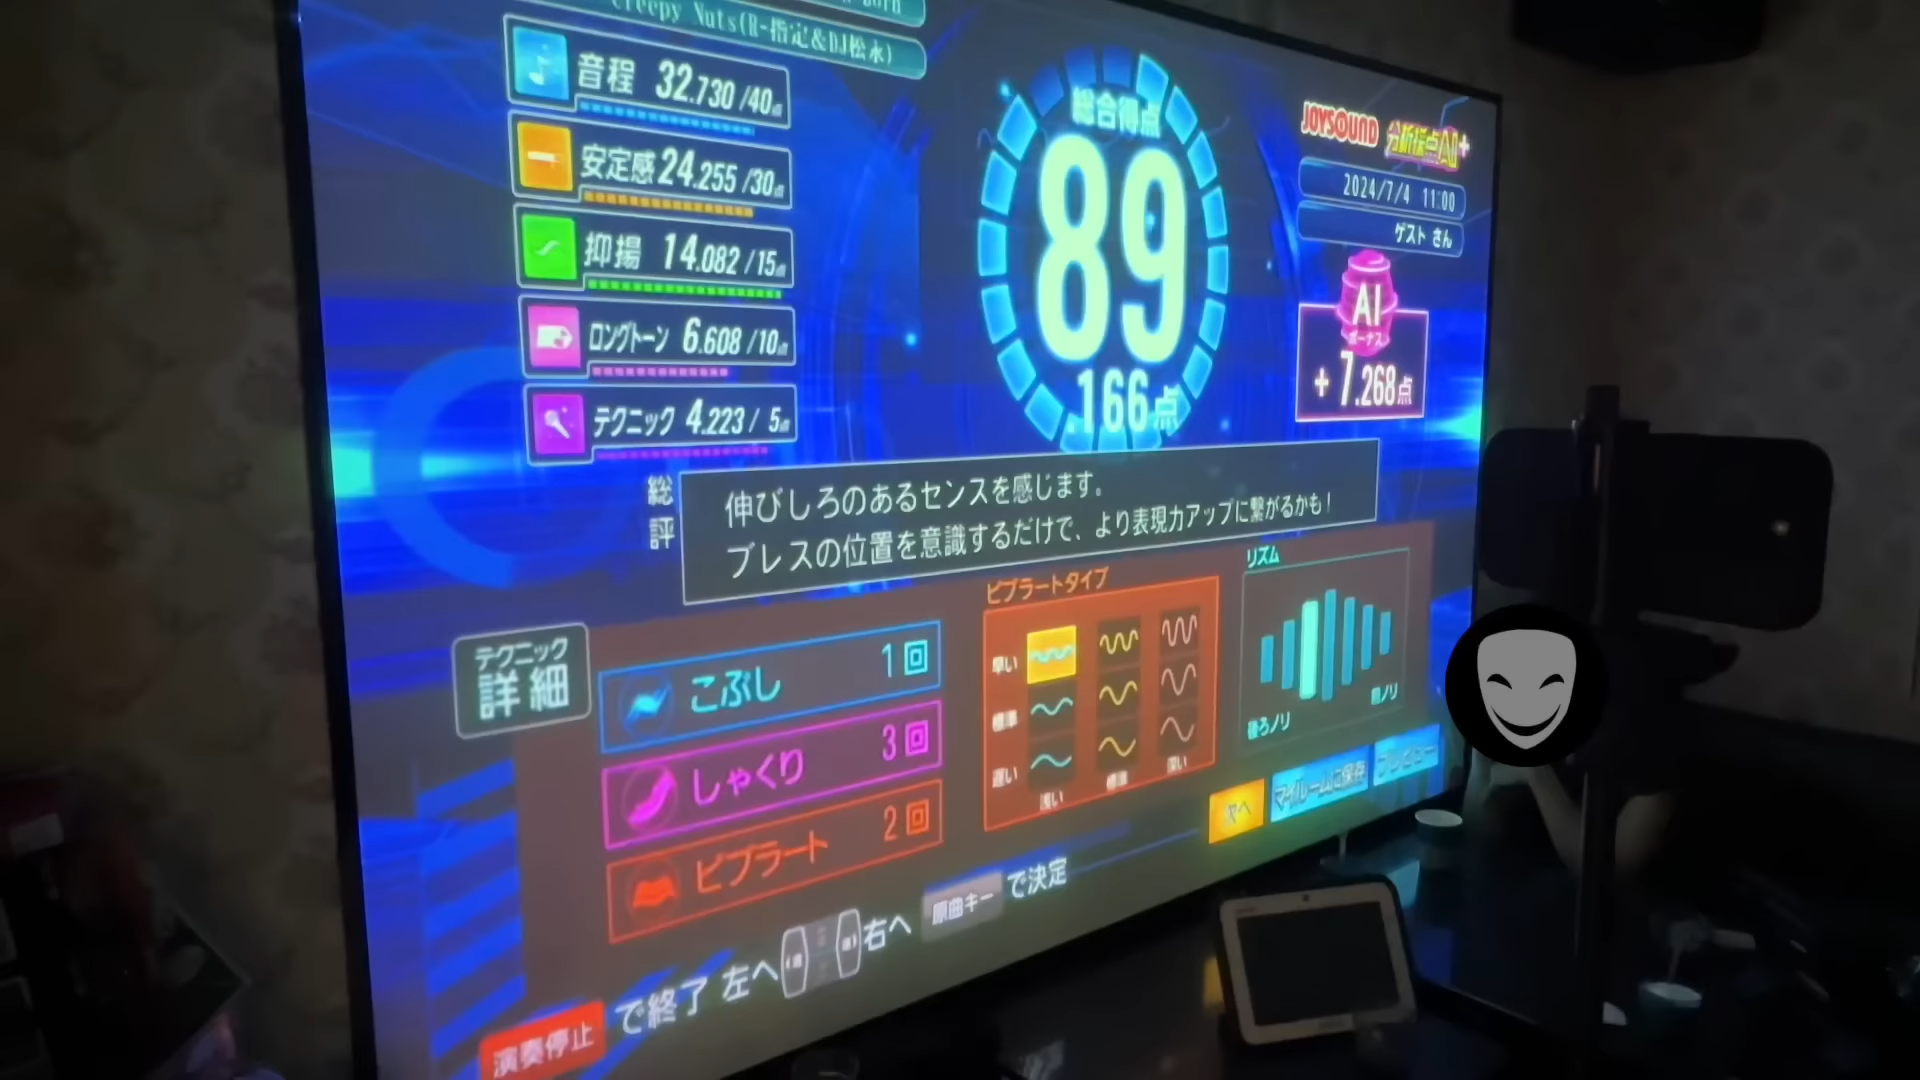 Creepy Nuts(R-指定&DJ松永)
音程 32.730 /40点
安定感 24.255 /30点
抑揚 14.082 /15点
ロングトーン 6.608 /10点
テクニック 4.223 / 5点
総合得点
89
.166点
JOYSOUND 分析採点AI+
2024/7/4 11:00
ゲスト さん
AI
ボーナス
+ 7.268点
総評
伸びしろのあるセンスを感じます。
ブレスの位置を意識するだけで、より表現力アップに繋がるかも!
テクニック
詳細
こぶし 1回
しゃくり 3回
ビブラート 2回
ビブラートタイプ
早い
標準
遅い
浅い 標準 深い
リズム
後ろノリ 前ノリ
次へ マイルームに保存 プレビュー
演奏停止 で終了 左へ 右へ 原曲キー で決定